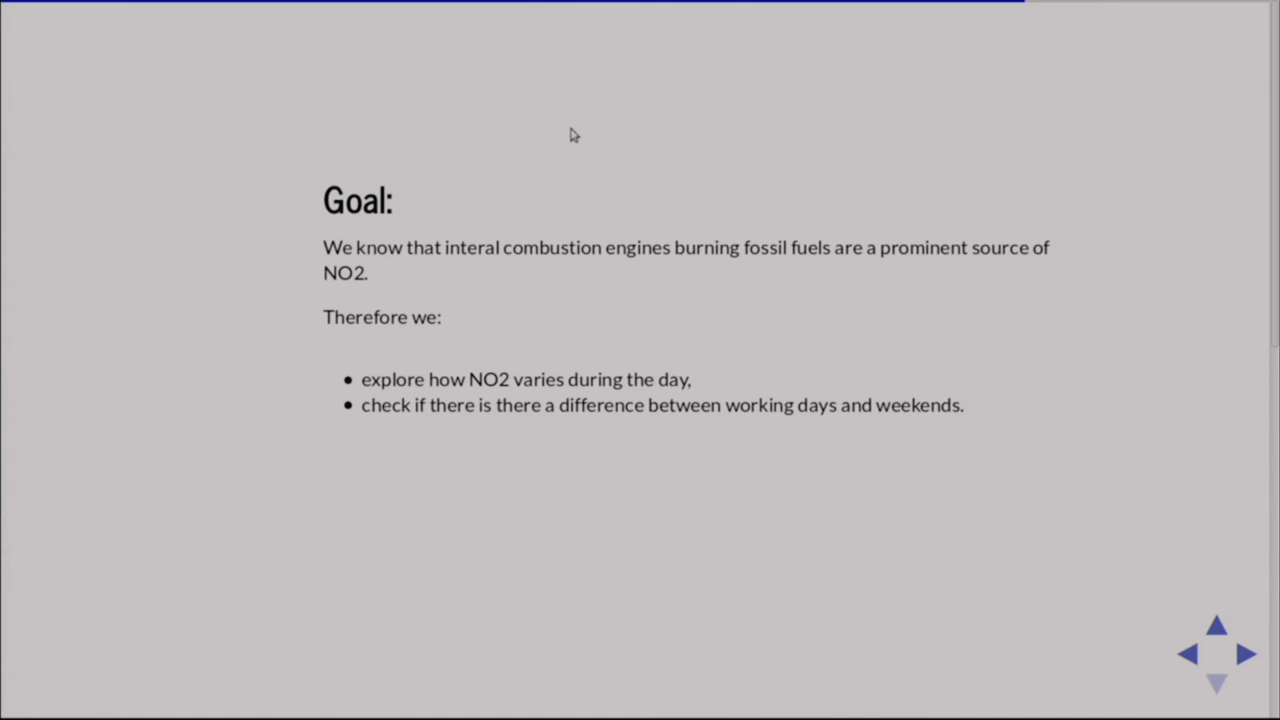 Goal:
We know that interal combustion engines burning fossil fuels are a prominent source of
NO2.
Therefore we:
• explore how NO2 varies during the day,
• check if there is there a difference between working days and weekends.